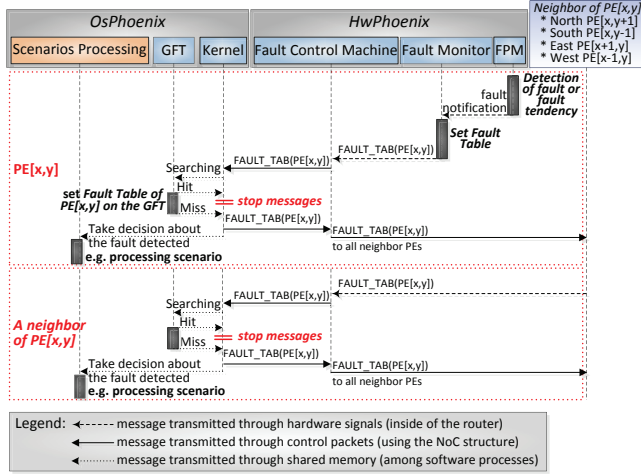 OsPhoenix
HwPhoenix
Neighbor of PE[x,y]
* North PE[x,y+1]
* South PE[x,y-1]
* East PE[x+1,y]
* West PE[x-1,y]
Scenarios Processing
GFT
Kernel
Fault Control Machine
Fault Monitor
FPM
Detection
of fault or
fault
tendency
fault
notification
Set Fault
Table
PE[x,y]
FAULT_TAB(PE[x,y])
FAULT_TAB(PE[x,y])
Searching
Hit
set Fault Table of
PE[x,y] on the GFT
stop messages
Miss
FAULT_TAB(PE[x,y])
Take decision about
the fault detected
e.g. processing scenario
FAULT_TAB(PE[x,y])
to all neighbor PEs
A neighbor
of PE[x,y]
FAULT_TAB(PE[x,y])
FAULT_TAB(PE[x,y])
Searching
Hit
stop messages
Miss
FAULT_TAB(PE[x,y])
Take decision about
the fault detected
e.g. processing scenario
FAULT_TAB(PE[x,y])
to all neighbor PEs
Legend:
message transmitted through hardware signals (inside of the router)
message transmitted through control packets (using the NoC structure)
message transmitted through shared memory (among software processes)